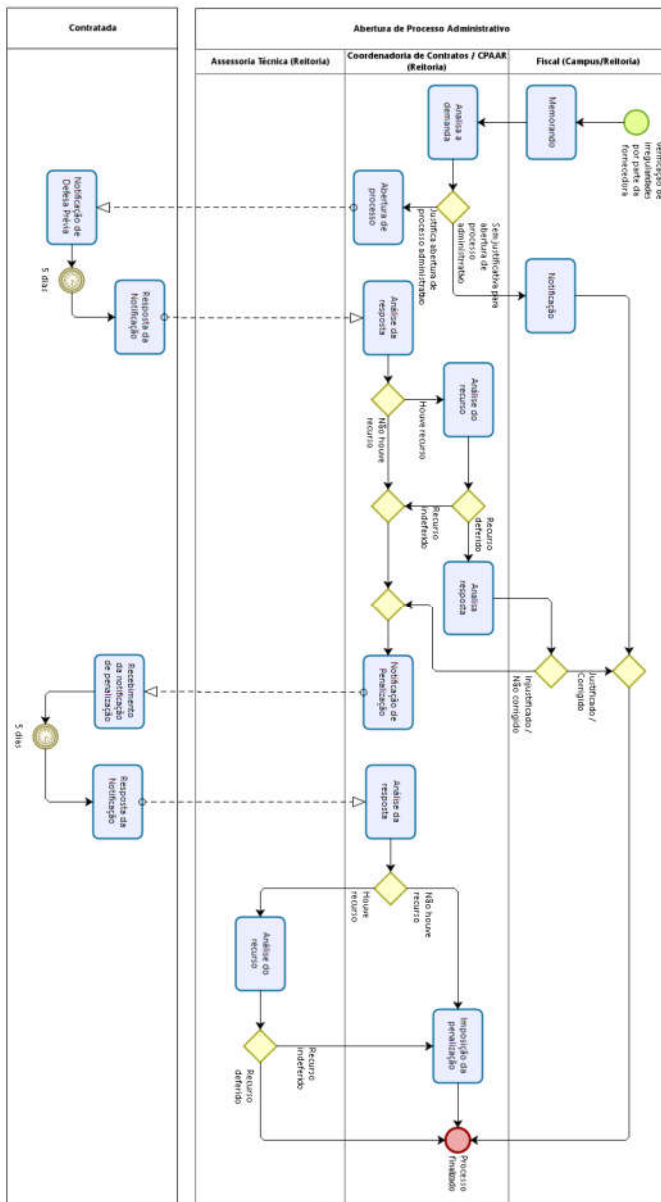 Contratada
Abertura de Processo Administrativo
Assessoria Técnica (Reitoria)
Coordenadoria de Contratos / CPAAR
(Reitoria)
Fiscal (Campus/Reitoria)
Verificação de
irregularidades
por parte da
fornecedora
Memorando
Analisa a
demanda
Justifica abertura de
processo administrativo
Sem justificativa para
abertura de
processo
administrativo
Abertura de
processo
Notificação
Notificação de
Defesa Prévia
5 dias
Resposta da
Notificação
Análise da
resposta
Houve recurso
Não houve
recurso
Análise do
recurso
Recurso
deferido
Recurso
indeferido
Analisa
resposta
Justificado /
Corrigido
Injustificado /
Não corrigido
Notificação de
Penalização
Recebimento
da notificação
de penalização
5 dias
Resposta da
Notificação
Análise da
resposta
Não houve
recurso
Houve
recurso
Análise do
recurso
Recurso
indeferido
Recurso
deferido
Imposição da
penalização
Processo
finalizado